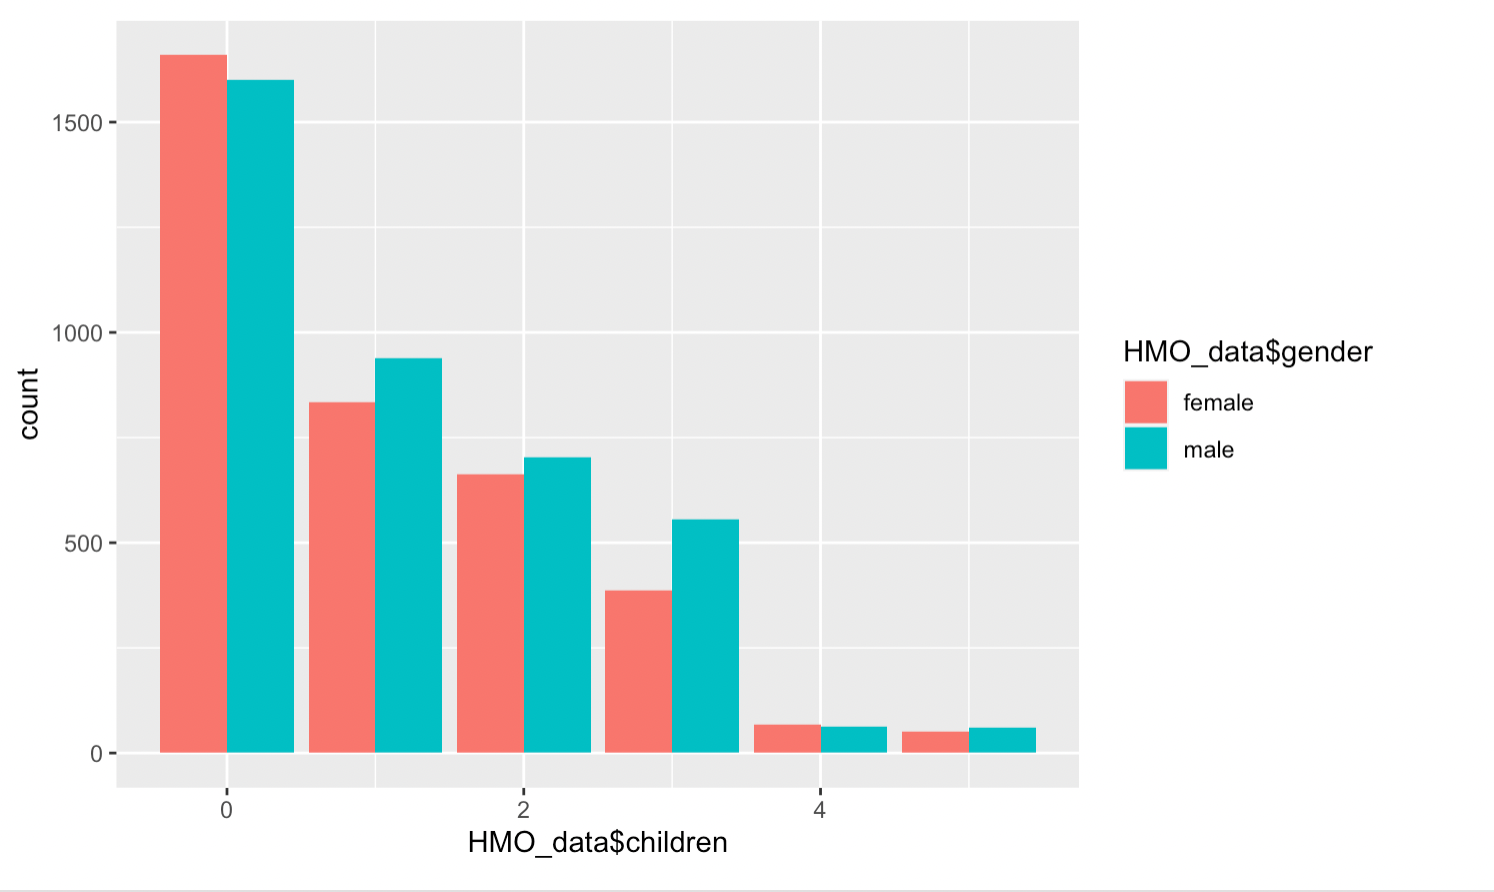 1500
1000
500
0
count
0 2 4
HMO_data$children
HMO_data$gender
female
male